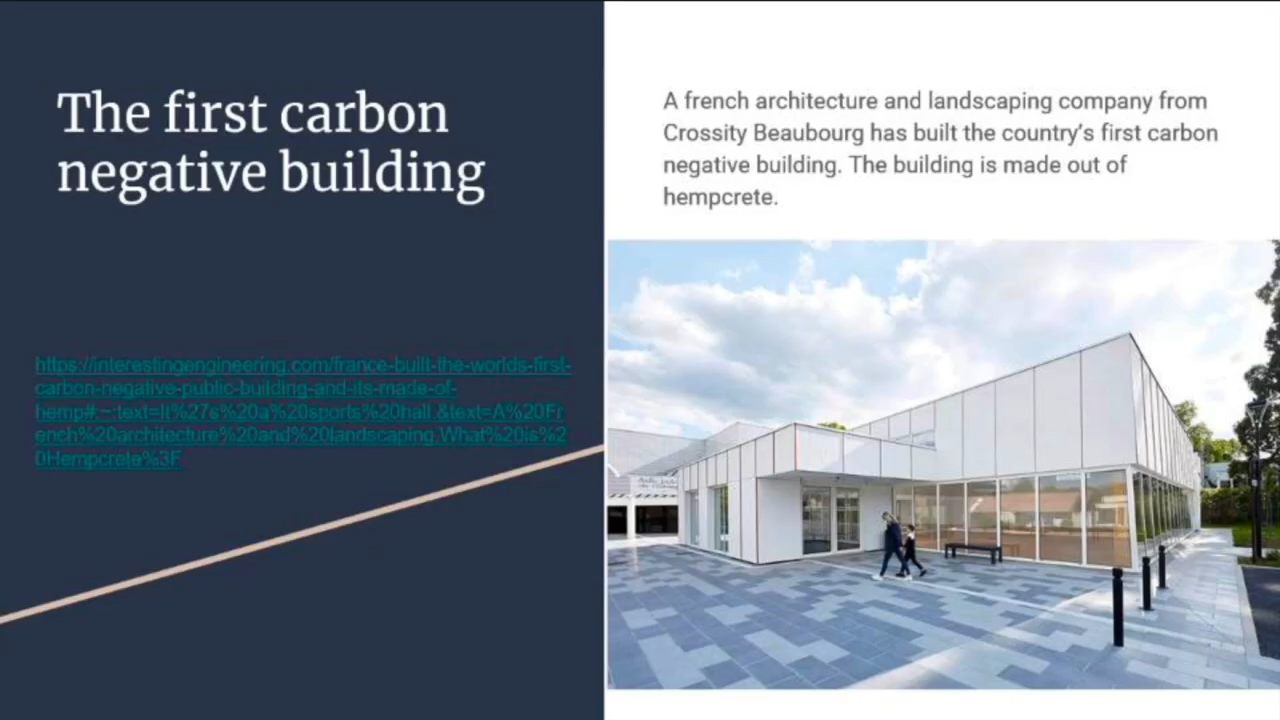 The first carbon
negative building
https://interestingengineering.com/france-built-the-worlds-first-
carbon-negative-public-building-and-its-made-of-
hemp#:~:text=It%27s%20a%20sports%20hall.&text=A%20Fr
ench%20architecture%20and%20landscaping,What%20is%2
0Hempcrete%3F
A french architecture and landscaping company from
Crossity Beaubourg has built the country's first carbon
negative building. The building is made out of
hempcrete.